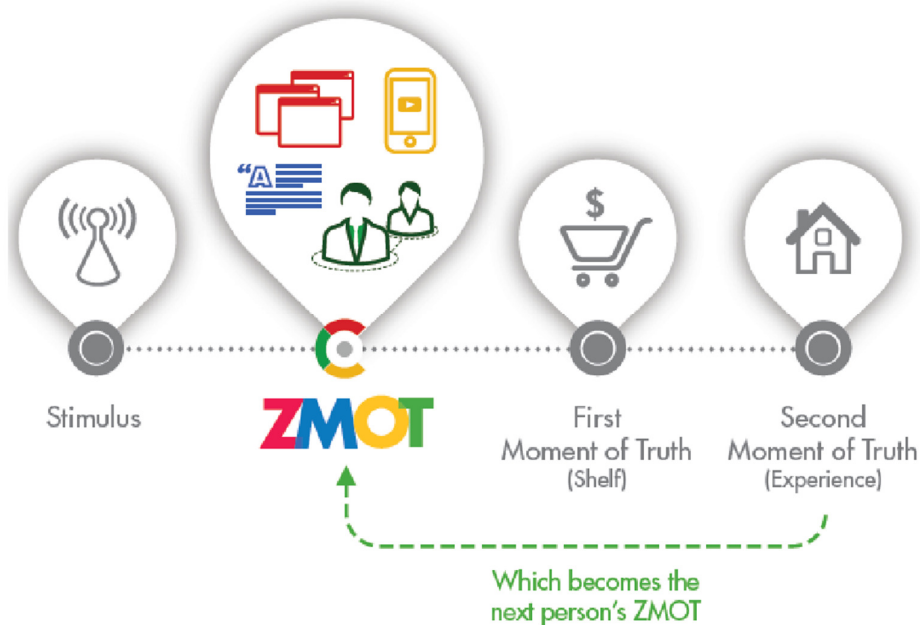 “A
$
Stimulus
ZMOT
First
Moment of Truth
(Shelf)
Second
Moment of Truth
(Experience)
Which becomes the
next person's ZMOT